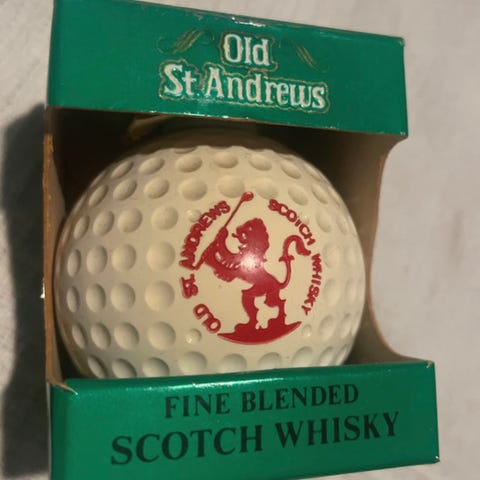 Old
St Andrews
OLD ST. ANDREWS SCOTCH WHISKY
FINE BLENDED
SCOTCH WHISKY